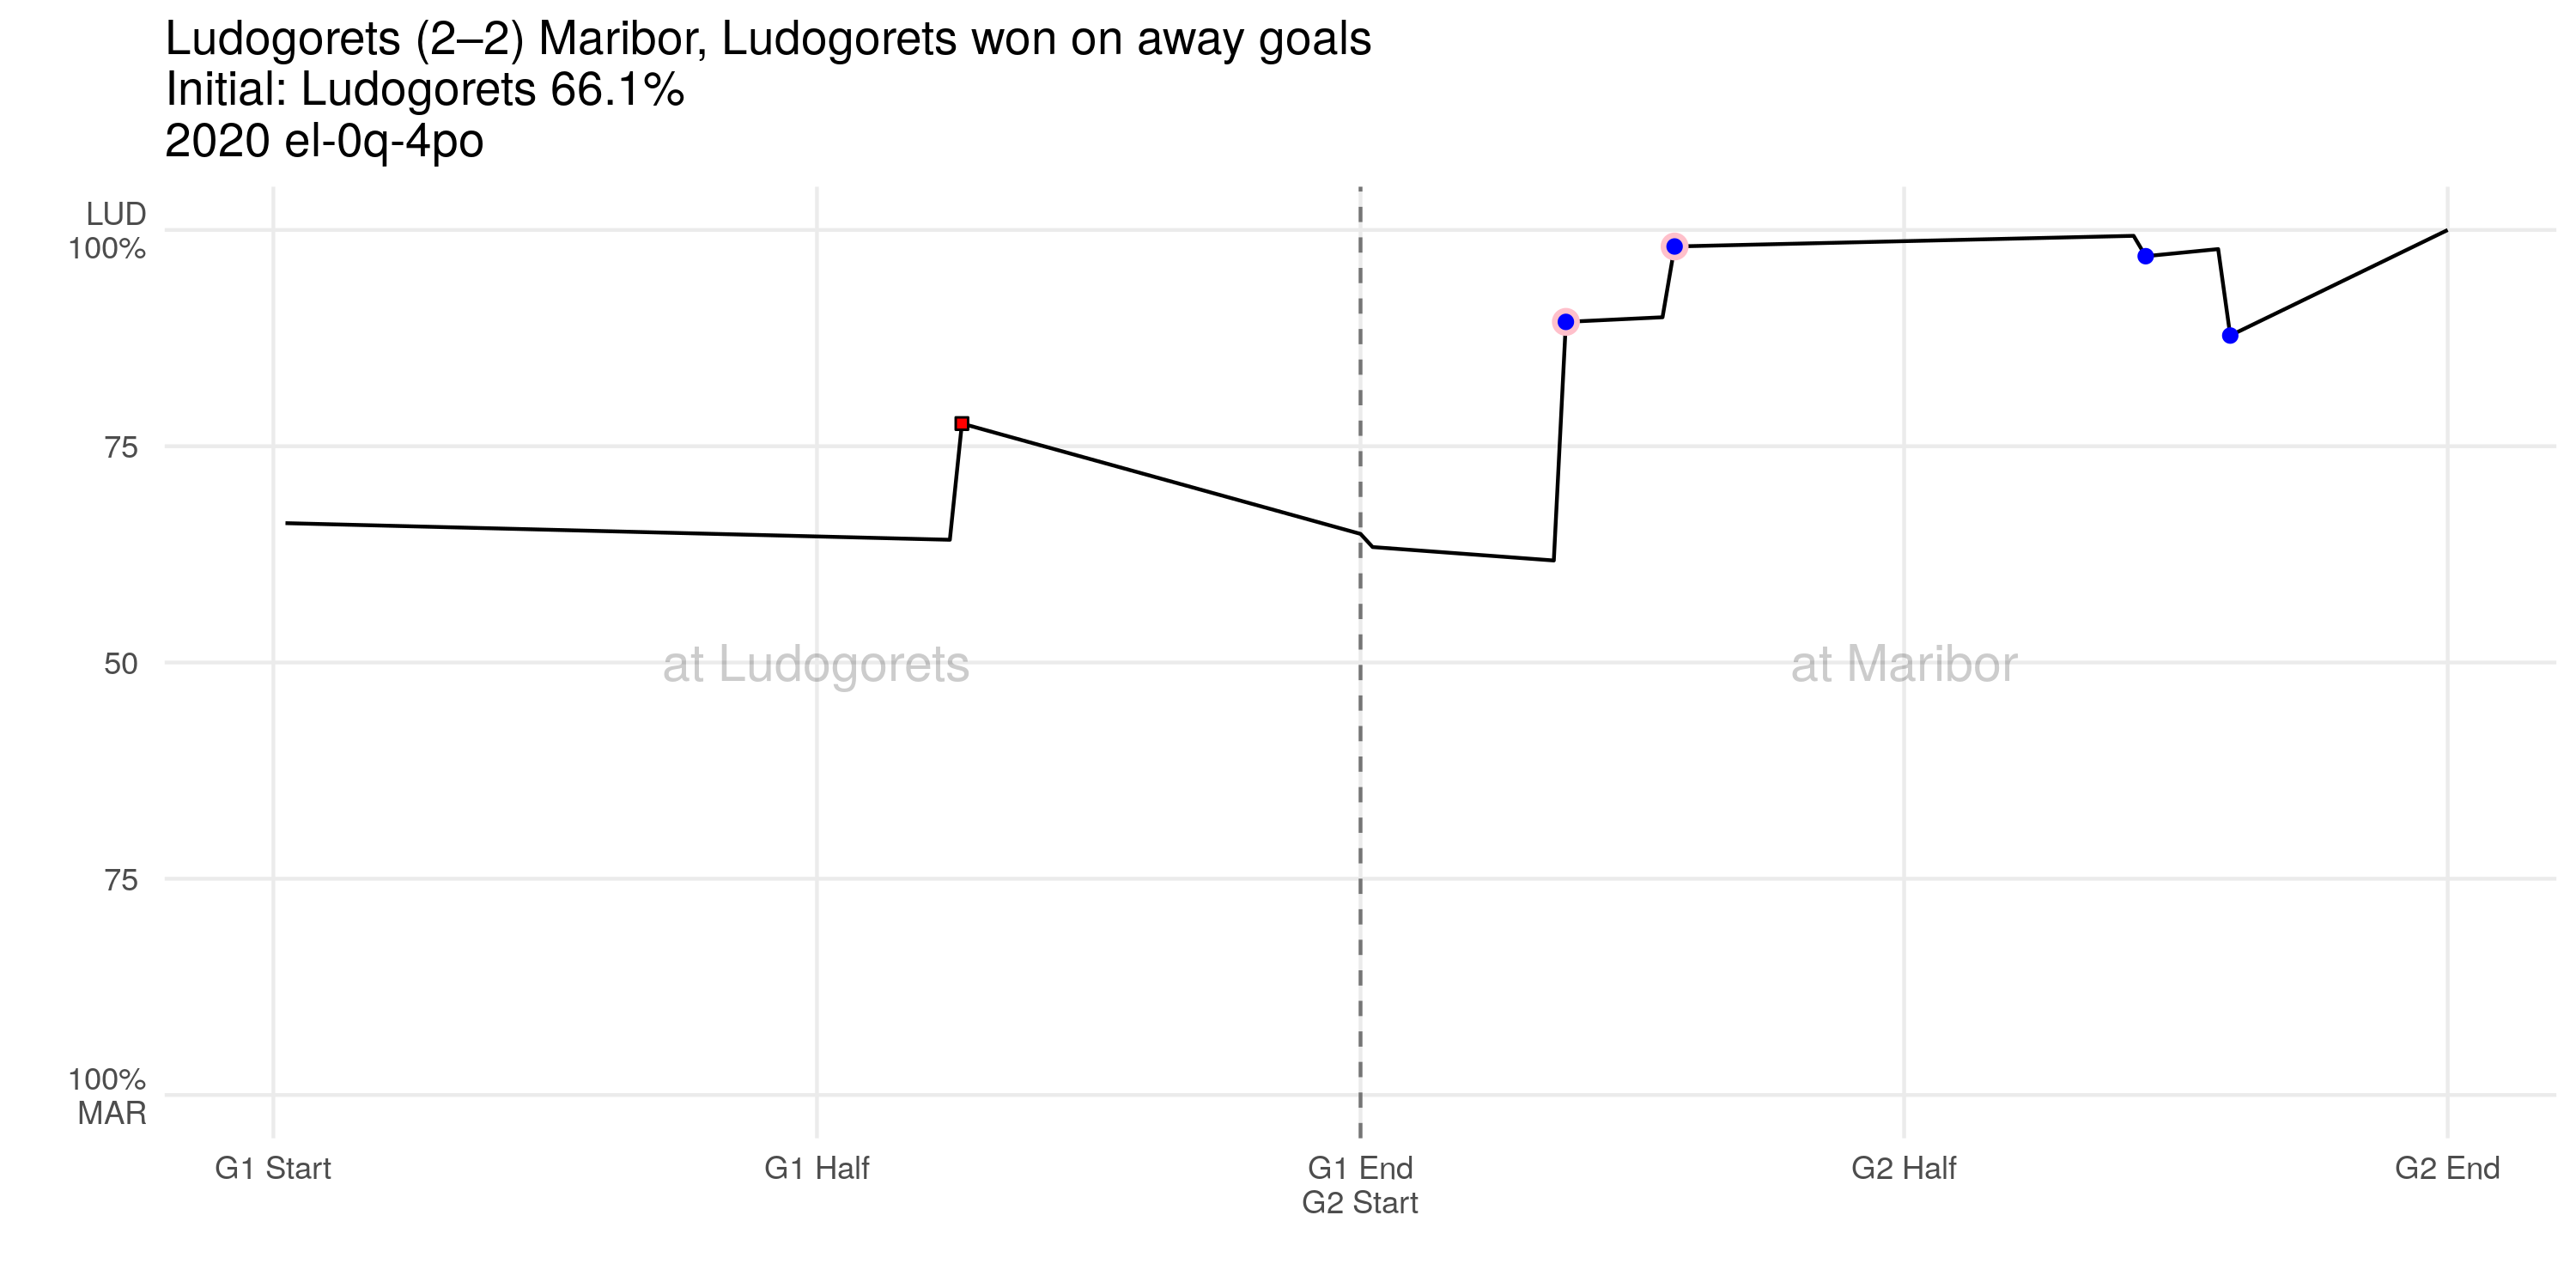 Ludogorets (2–2) Maribor, Ludogorets won on away goals
Initial: Ludogorets 66.1%
2020 el-0q-4po
LUD
100%
75
50
75
100%
MAR
at Ludogorets
at Maribor
G1 Start
G1 Half
G1 End
G2 Start
G2 Half
G2 End